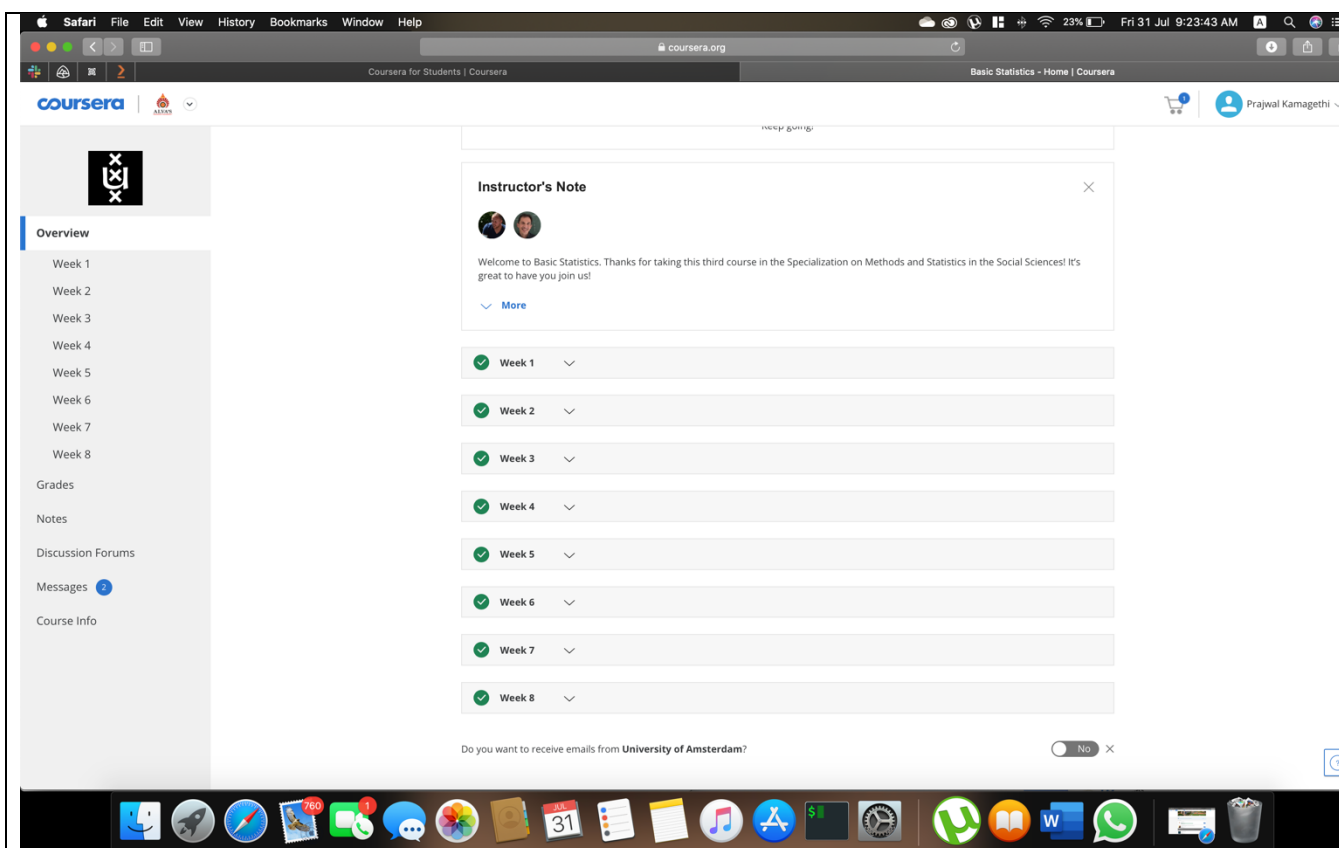 Safari File Edit View History Bookmarks Window Help 23% Fri 31 Jul 9:23:43 AM A
coursera.org
Coursera for Students | Coursera
Basic Statistics - Home | Coursera
coursera
ALVA'S
1
Prajwal Kamagethi
Keep going!
Instructor's Note
Welcome to Basic Statistics. Thanks for taking this third course in the Specialization on Methods and Statistics in the Social Sciences! It's
great to have you join us!
More
Overview
Week 1
Week 2
Week 3
Week 4
Week 5
Week 6
Week 7
Week 8
Grades
Notes
Discussion Forums
Messages 2
Course Info
Week 1
Week 2
Week 3
Week 4
Week 5
Week 6
Week 7
Week 8
Do you want to receive emails from University of Amsterdam?
No
760
1
JUL
31
$
W